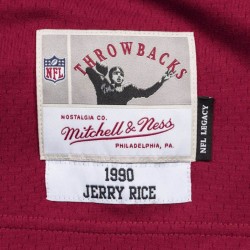 THROWBACKS
NFL
NOSTALGIA CO.
Mitchell & Ness
PHILADELPHIA, PA.
NFL LEGACY
1990
JERRY RICE